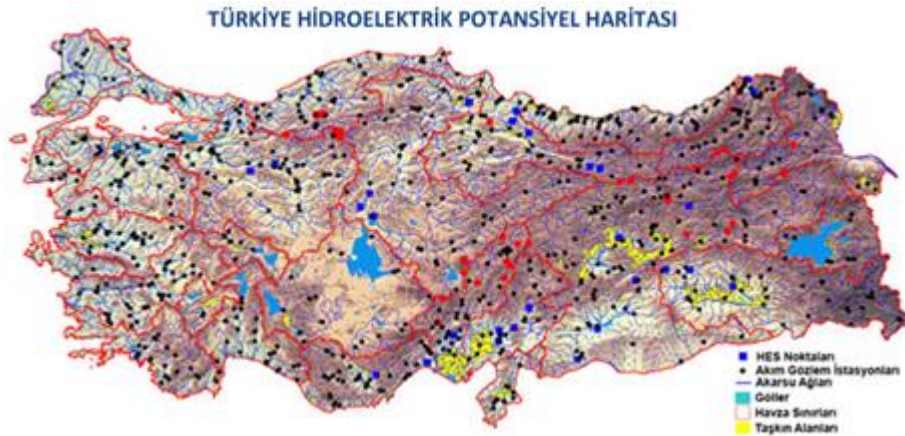 TÜRKİYE HİDROELEKTRİK POTANSİYEL HARİTASI
HES Noktaları
Akım Gözlem İstasyonları
Akarsu Ağları
Göller
Havza Sınırları
Taşkın Alanları